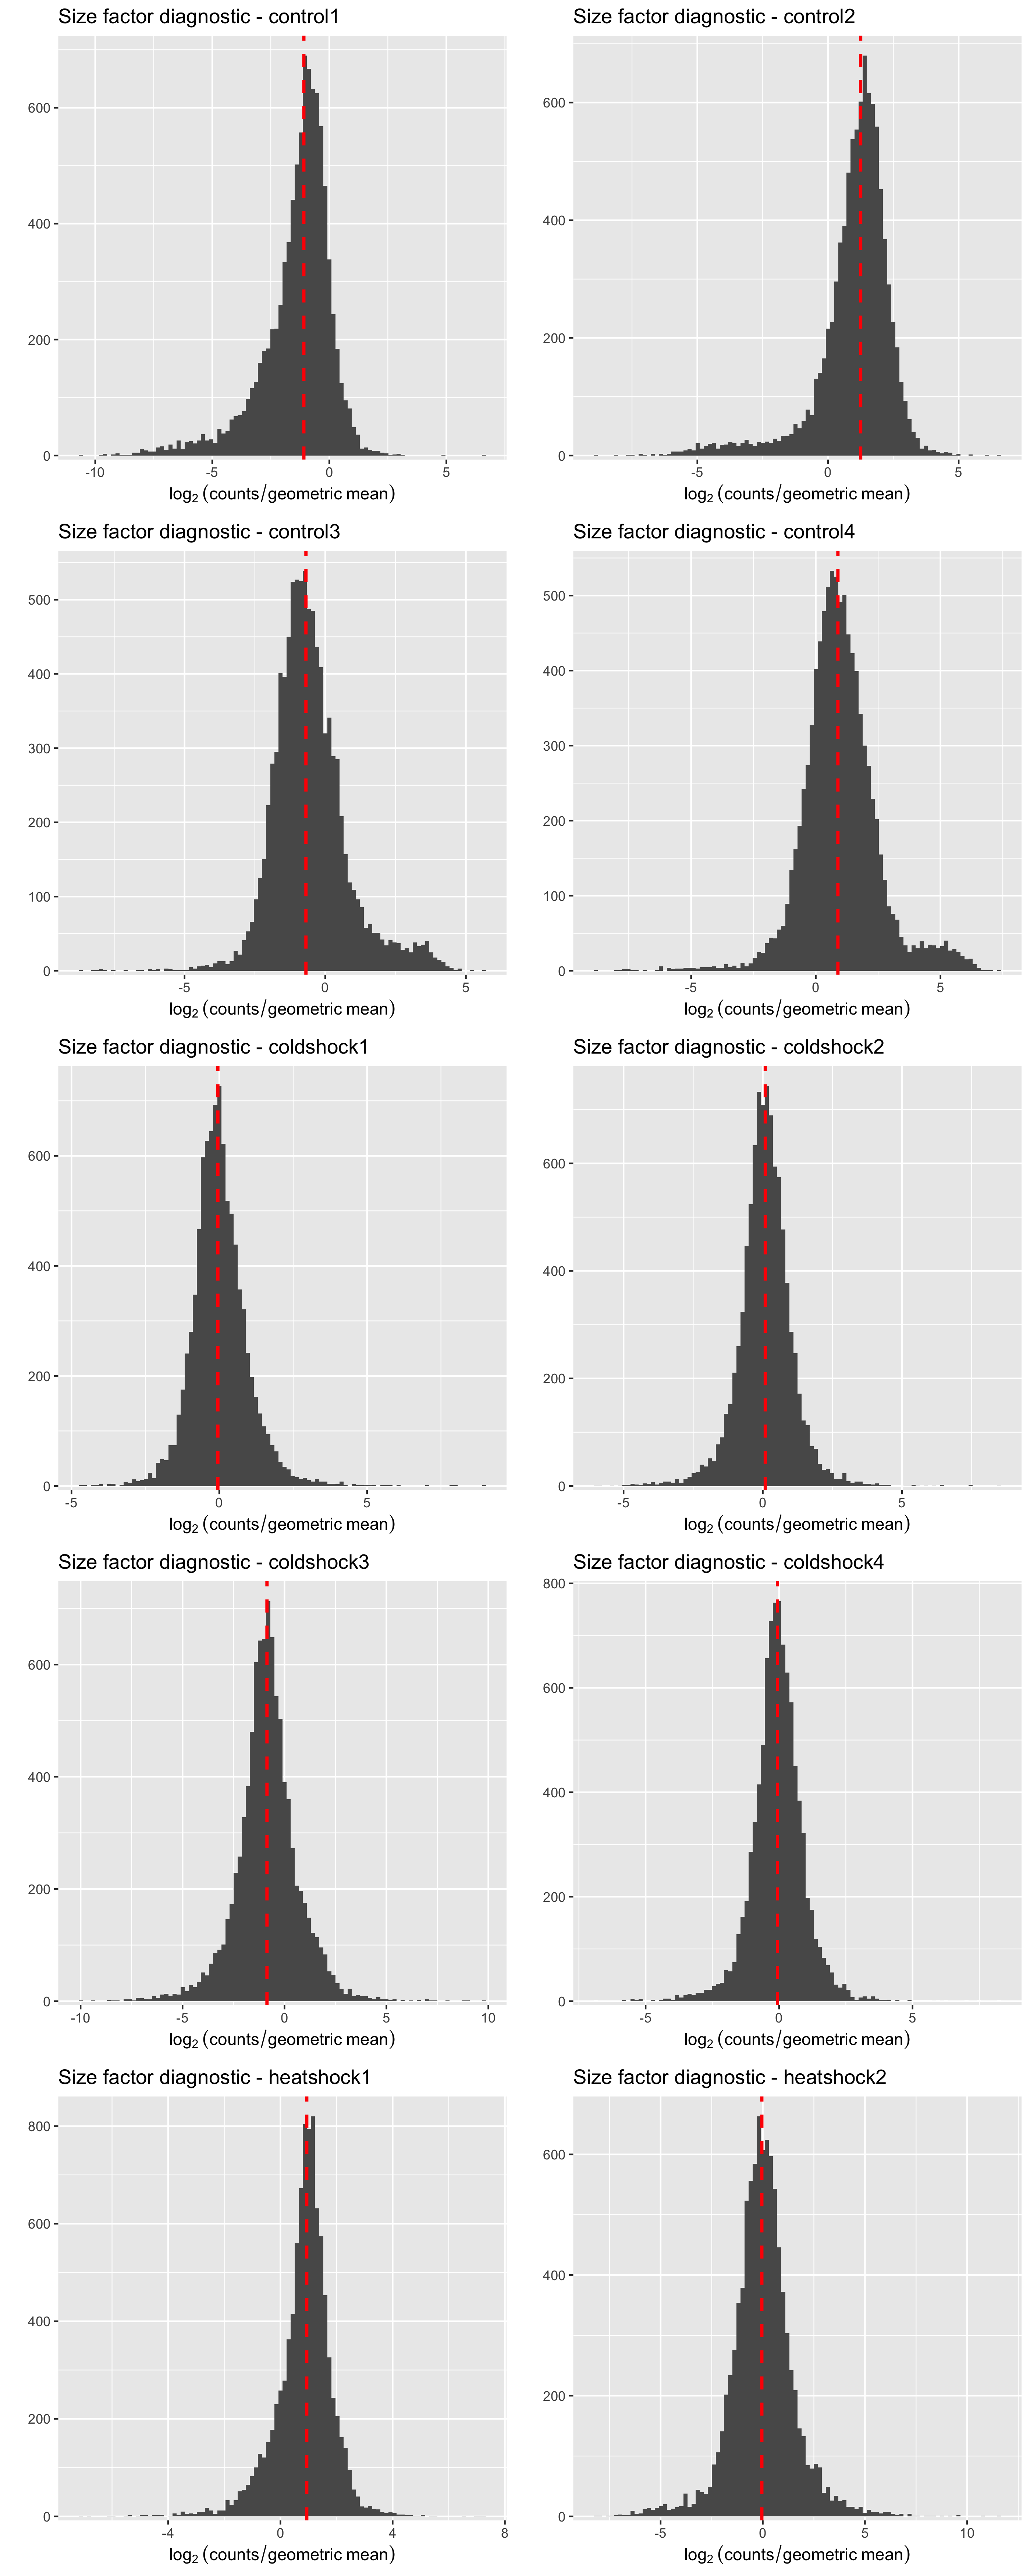 Size factor diagnostic - control1
600
400
200
0
-10 -5 0 5
log₂ (counts/geometric mean)
Size factor diagnostic - control2
600
400
200
0
-5 0 5
log₂ (counts/geometric mean)
Size factor diagnostic - control3
500
400
300
200
100
0
-5 0 5
log₂ (counts/geometric mean)
Size factor diagnostic - control4
500
400
300
200
100
0
-5 0 5
log₂ (counts/geometric mean)
Size factor diagnostic - coldshock1
600
400
200
0
-5 0 5
log₂ (counts/geometric mean)
Size factor diagnostic - coldshock2
600
400
200
0
-5 0 5
log₂ (counts/geometric mean)
Size factor diagnostic - coldshock3
600
400
200
0
-10 -5 0 5 10
log₂ (counts/geometric mean)
Size factor diagnostic - coldshock4
800
600
400
200
0
-5 0 5
log₂ (counts/geometric mean)
Size factor diagnostic - heatshock1
800
600
400
200
0
-4 0 4 8
log₂ (counts/geometric mean)
Size factor diagnostic - heatshock2
600
400
200
0
-5 0 5 10
log₂ (counts/geometric mean)